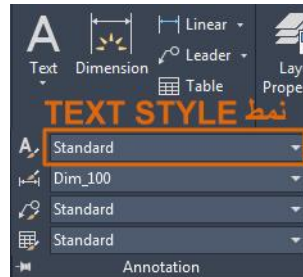 Linear
Leader
Text Dimension Table
Lay
Prope
TEXT STYLE نمط
Standard
Dim_100
Standard
Standard
Annotation